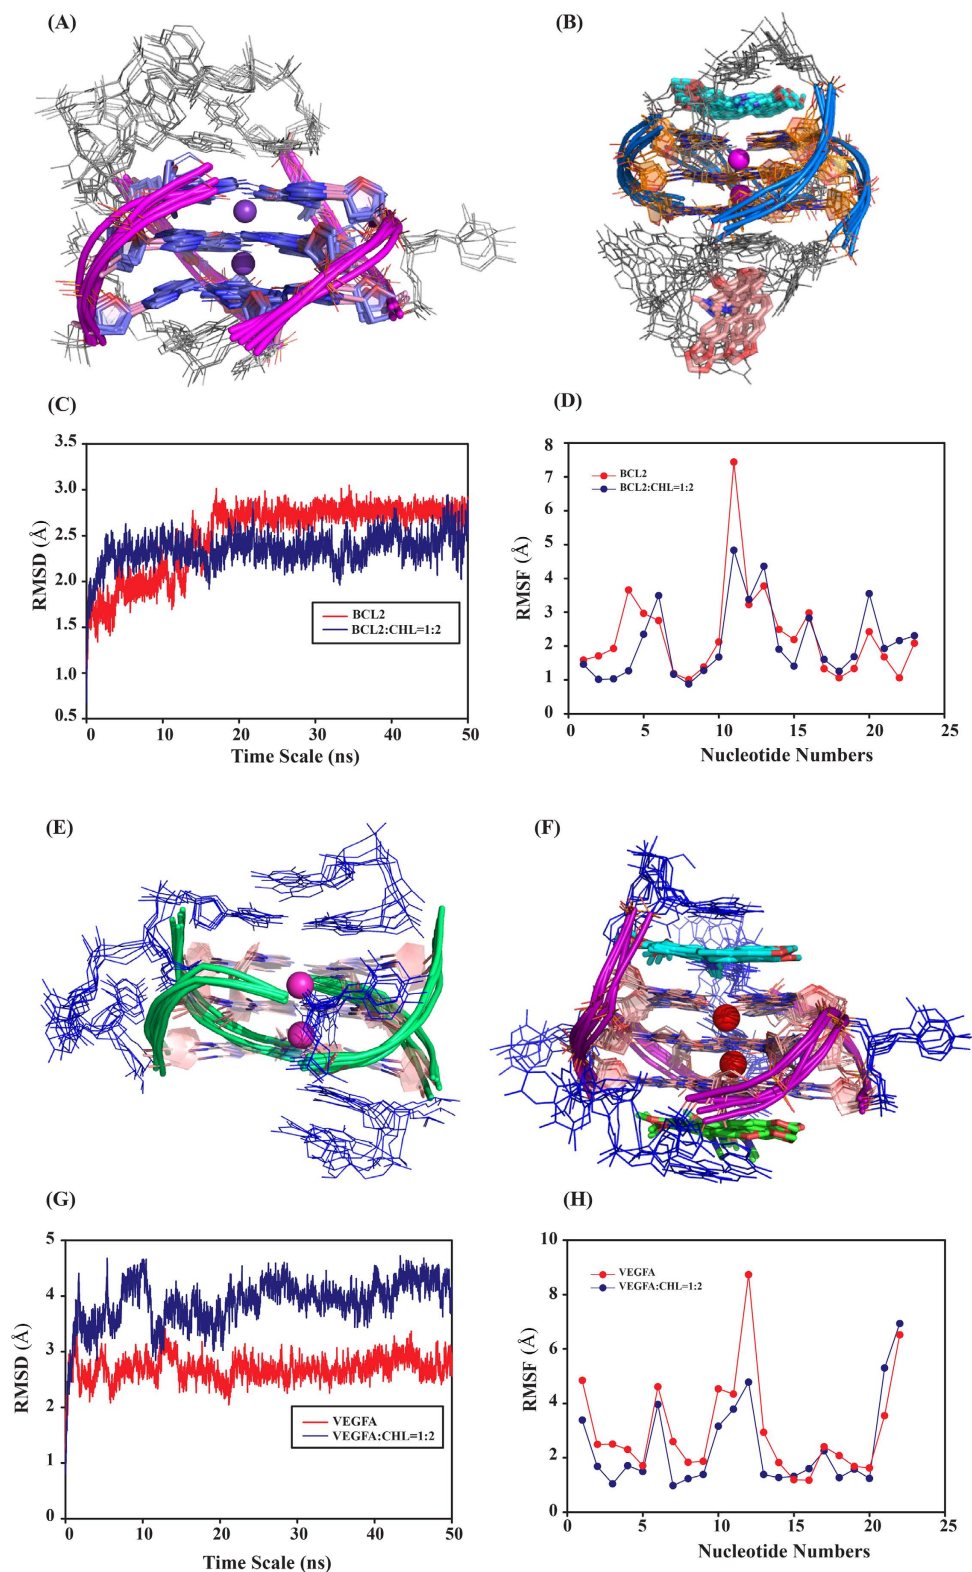 (A)
(B)
(C)
3.5
3.0
2.5
2.0
1.5
1.0
0.5
RMSD (Å)
BCL2
BCL2:CHL=1:2
0
10
20
30
40
50
Time Scale (ns)
(D)
8
7
6
5
4
3
2
1
0
RMSF (Å)
BCL2
BCL2:CHL=1:2
0
5
10
15
20
25
Nucleotide Numbers
(E)
(F)
(G)
5
4
3
2
1
0
RMSD (Å)
VEGFA
VEGFA:CHL=1:2
0
10
20
30
40
50
Time Scale (ns)
(H)
10
8
6
4
2
0
RMSF (Å)
VEGFA
VEGFA:CHL=1:2
0
5
10
15
20
25
Nucleotide Numbers